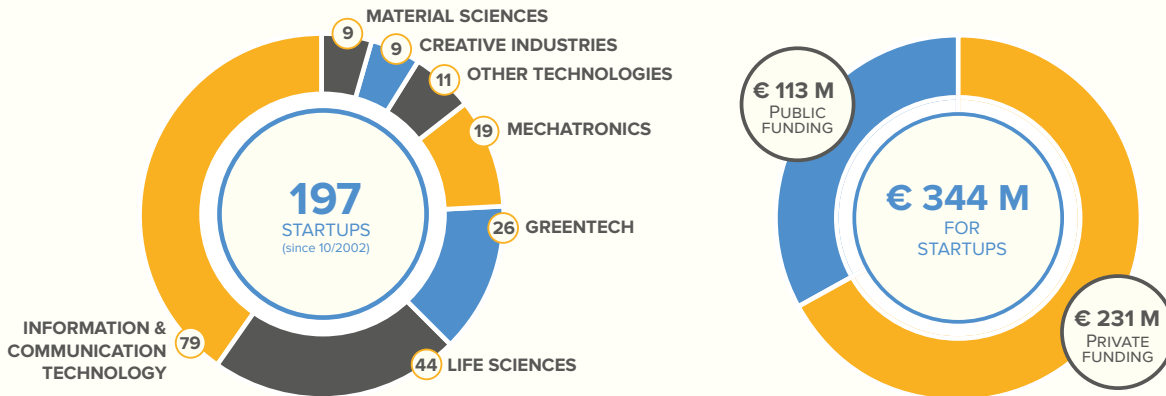 9
MATERIAL SCIENCES
9
CREATIVE INDUSTRIES
11
OTHER TECHNOLOGIES
19
MECHATRONICS
26
GREENTECH
44
LIFE SCIENCES
79
INFORMATION &
COMMUNICATION
TECHNOLOGY
197
STARTUPS
(since 10/2002)
€ 113 M
PUBLIC
FUNDING
€ 344 M
FOR
STARTUPS
€ 231 M
PRIVATE
FUNDING